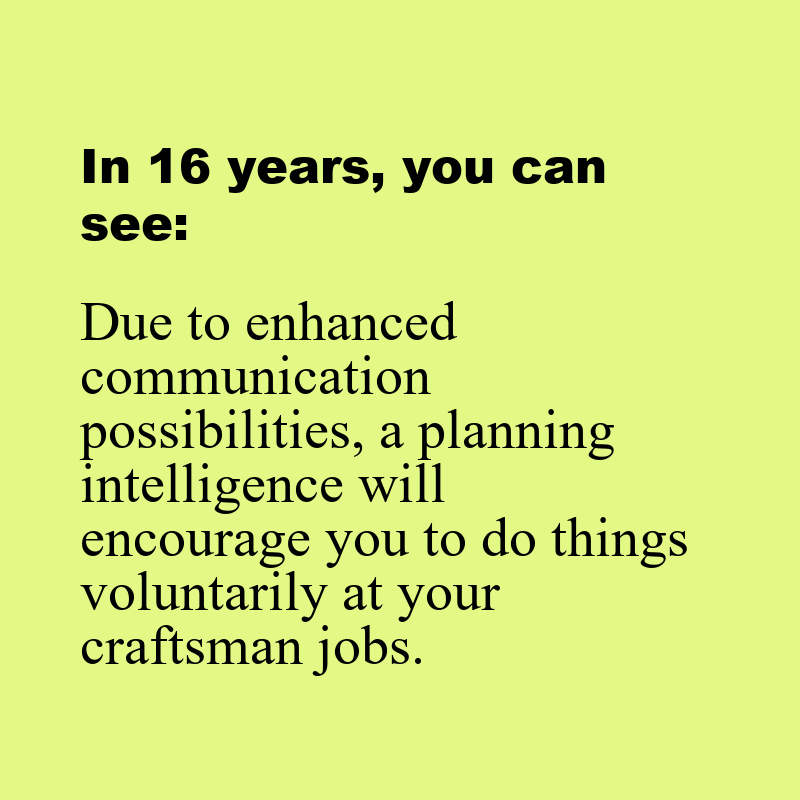 In 16 years, you can
see:
Due to enhanced
communication
possibilities, a planning
intelligence will
encourage you to do things
voluntarily at your
craftsman jobs.